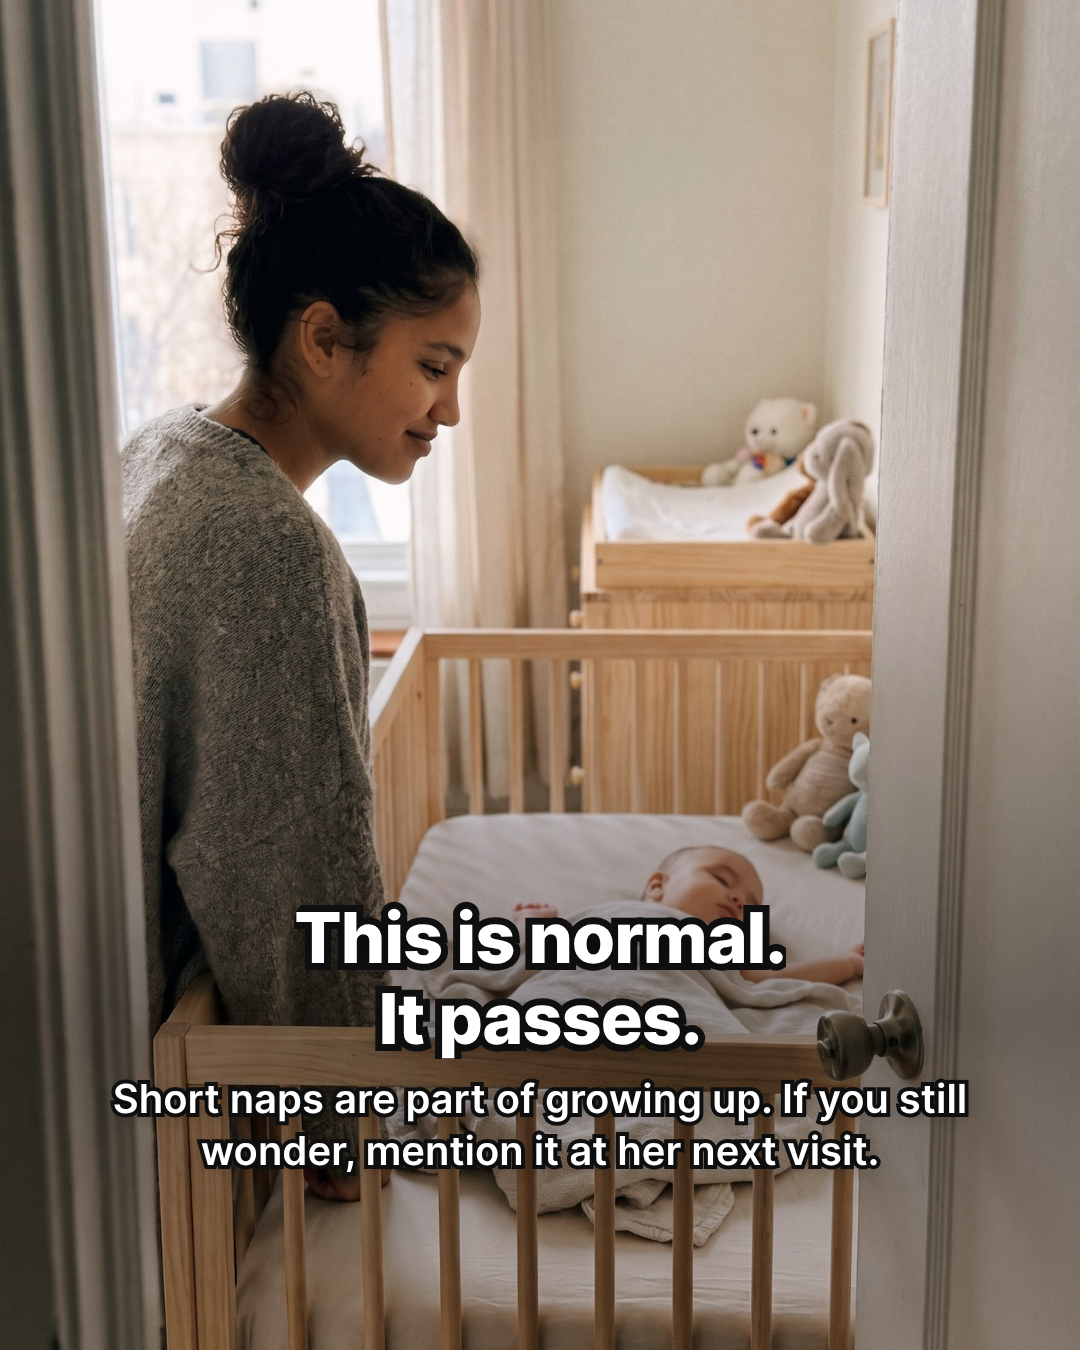 This is normal.
It passes.
Short naps are part of growing up. If you still
wonder, mention it at her next visit.